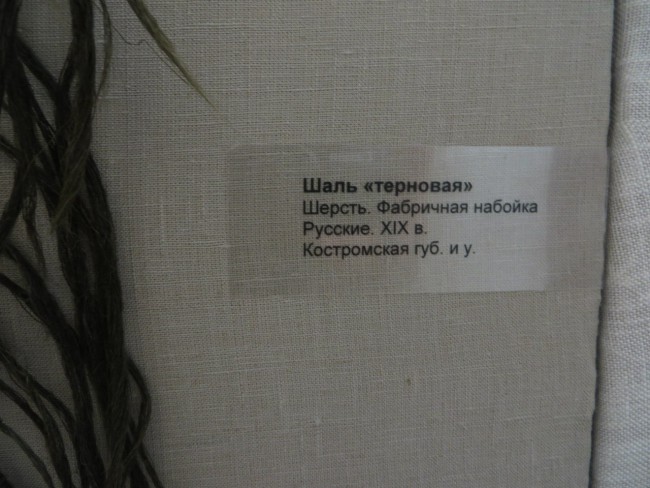 Шаль «терновая»
Шерсть. Фабричная набойка
Русские. XIX в.
Костромская губ. и у.